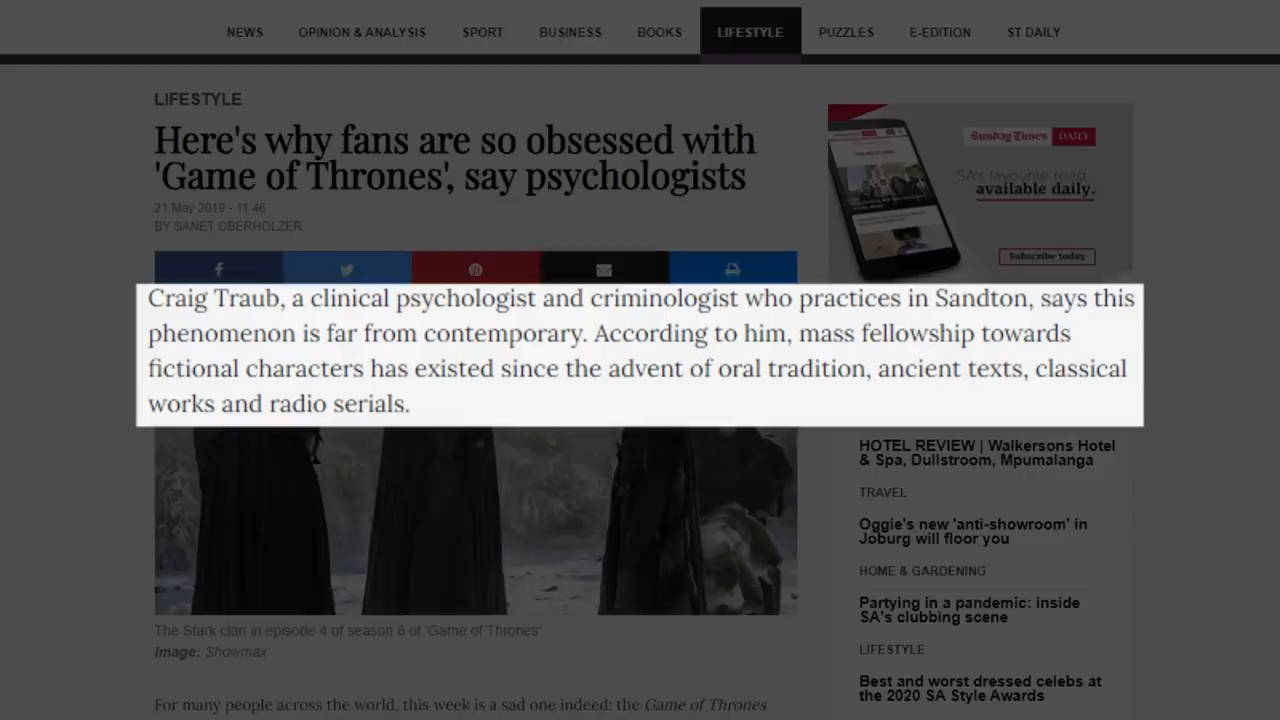 NEWS
OPINION & ANALYSIS
SPORT
BUSINESS
BOOKS
LIFESTYLE
PUZZLES
E-EDITION
ST DAILY
LIFESTYLE
Here's why fans are so obsessed with
'Game of Thrones', say psychologists
21 May 2019 - 11:46
BY SANET OBERHOLZER
Sunday Times DAILY
SA's favourite read,
available daily.
Subscribe today
Craig Traub, a clinical psychologist and criminologist who practices in Sandton, says this
phenomenon is far from contemporary. According to him, mass fellowship towards
fictional characters has existed since the advent of oral tradition, ancient texts, classical
works and radio serials.
The Stark clan in episode 4 of season 8 of 'Game of Thrones'
Image: Showmax
For many people across the world, this week is a sad one indeed: the Game of Thrones
HOTEL REVIEW | Walkersons Hotel
& Spa, Dullstroom, Mpumalanga
TRAVEL
Oggie's new 'anti-showroom' in
Joburg will floor you
HOME & GARDENING
Partying in a pandemic: inside
SA's clubbing scene
LIFESTYLE
Best and worst dressed celebs at
the 2020 SA Style Awards